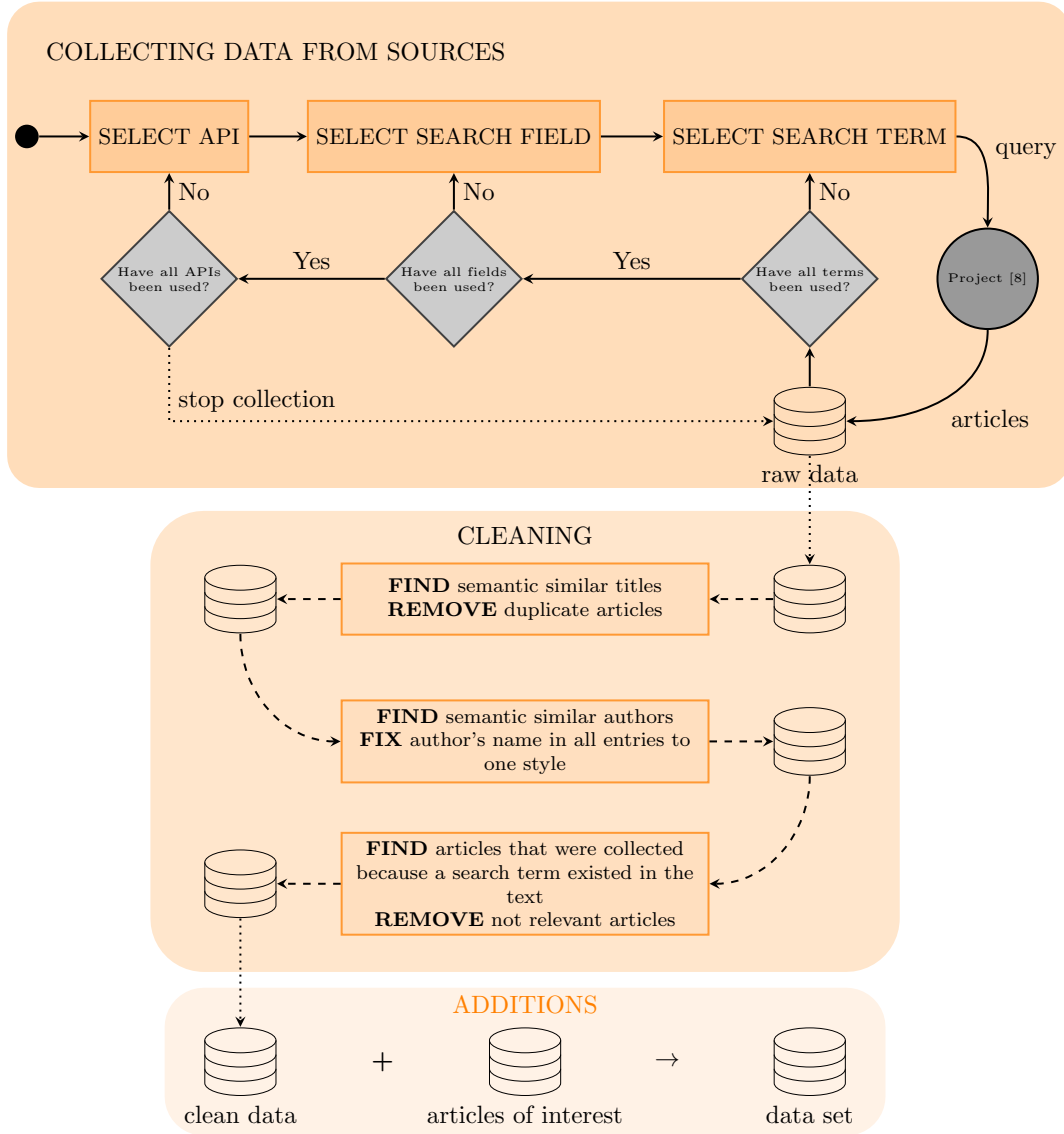 COLLECTING DATA FROM SOURCES
SELECT API
SELECT SEARCH FIELD
SELECT SEARCH TERM
query
No
No
No
Have all APIs
been used?
Yes
Have all fields
been used?
Yes
Have all terms
been used?
Project [8]
stop collection
articles
raw data
CLEANING
FIND semantic similar titles
REMOVE duplicate articles
FIND semantic similar authors
FIX author's name in all entries to
one style
FIND articles that were collected
because a search term existed in the
text
REMOVE not relevant articles
ADDITIONS
+
→
clean data
articles of interest
data set